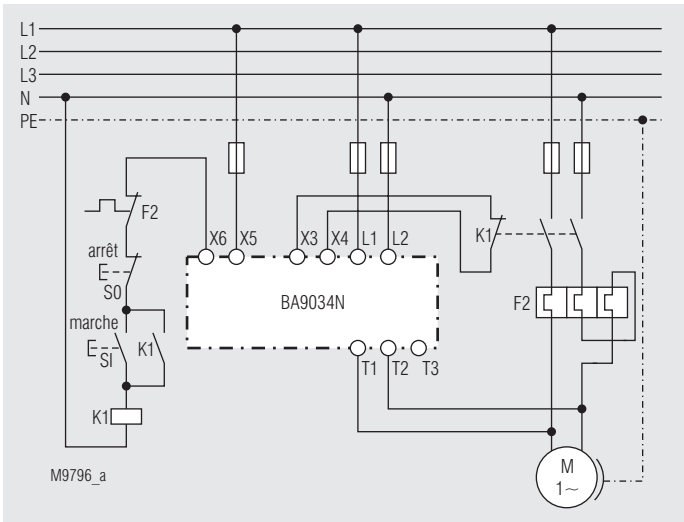 L1
L2
L3
N
PE
F2
X6 X5 X3 X4 L1 L2
K1
arrêt
S0
BA9034N
F2
marche
SI
K1
T1 T2 T3
K1
M9796_a
M
1~